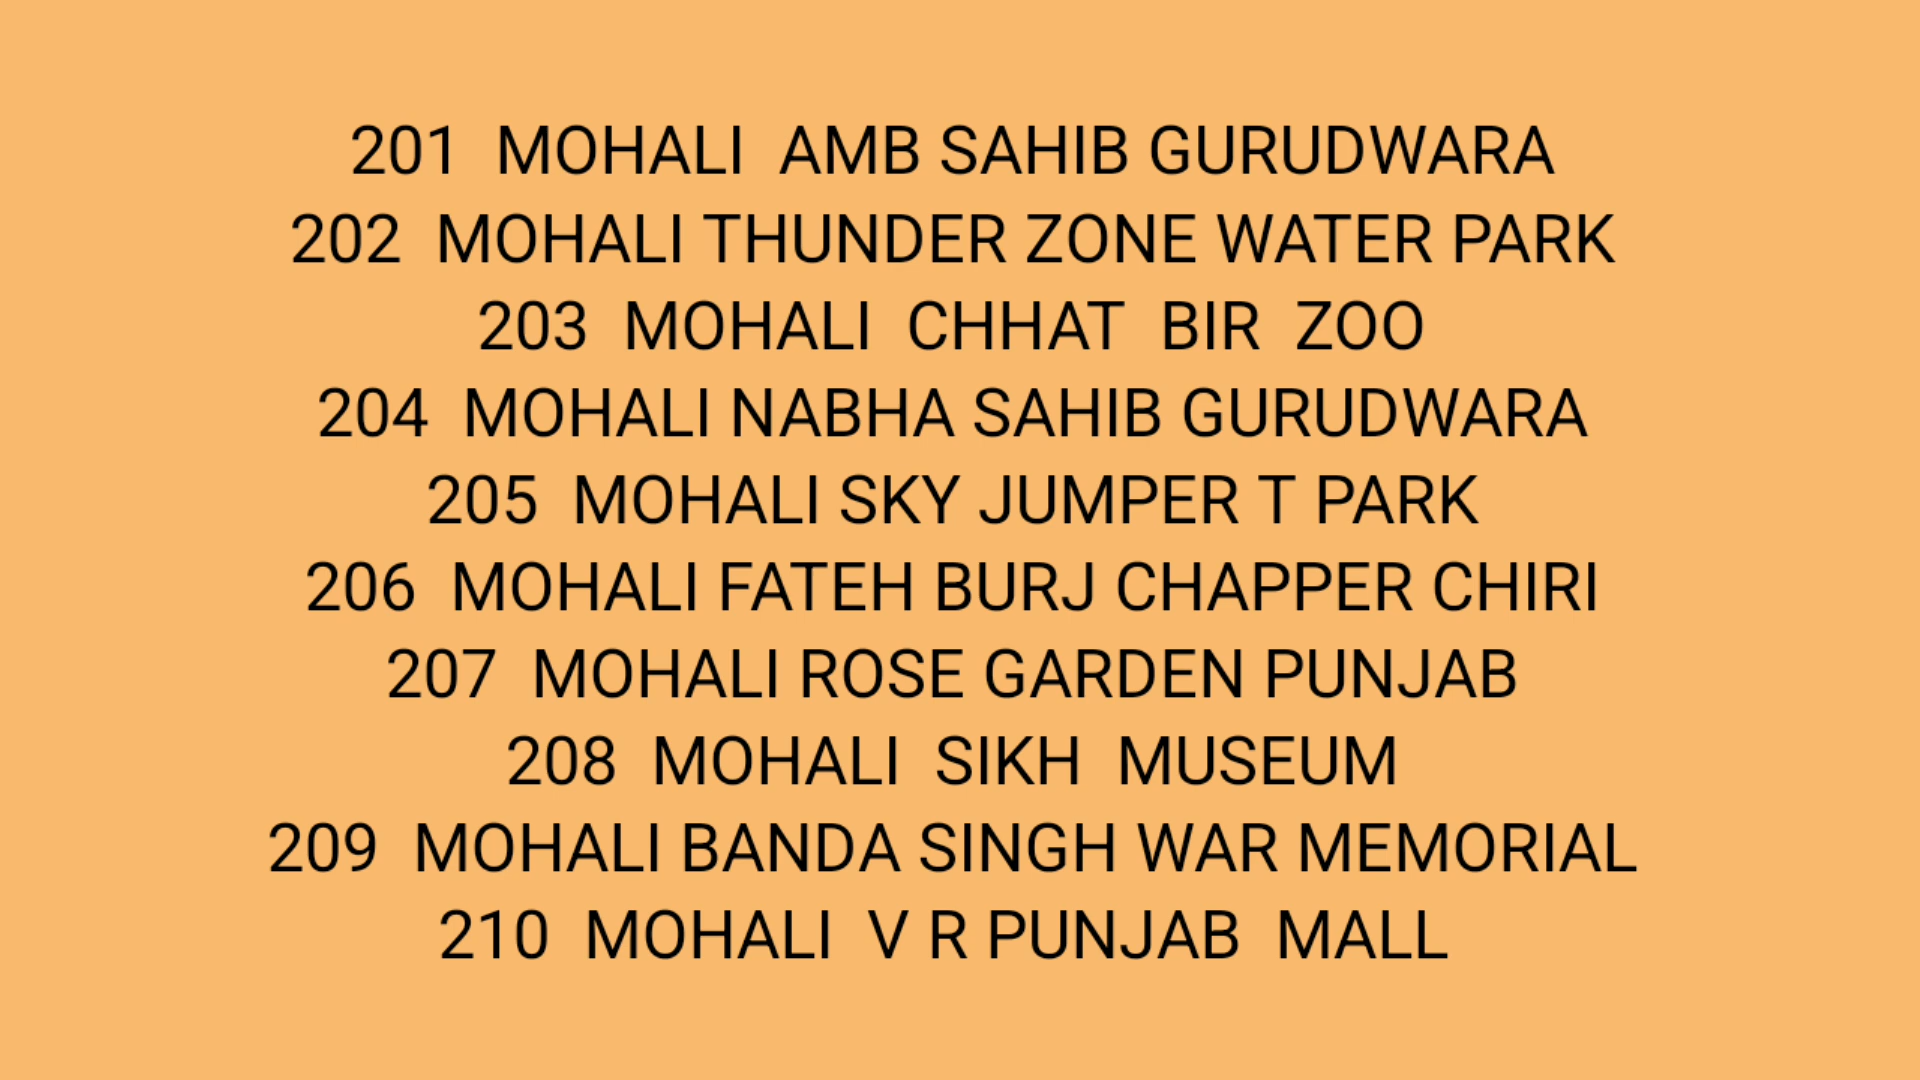 201  MOHALI  AMB SAHIB GURUDWARA
202  MOHALI THUNDER ZONE WATER PARK
203  MOHALI  CHHAT  BIR  ZOO
204  MOHALI NABHA SAHIB GURUDWARA
205  MOHALI SKY JUMPER T PARK
206  MOHALI FATEH BURJ CHAPPER CHIRI
207  MOHALI ROSE GARDEN PUNJAB
208  MOHALI  SIKH  MUSEUM
209  MOHALI BANDA SINGH WAR MEMORIAL
210  MOHALI  V R PUNJAB  MALL